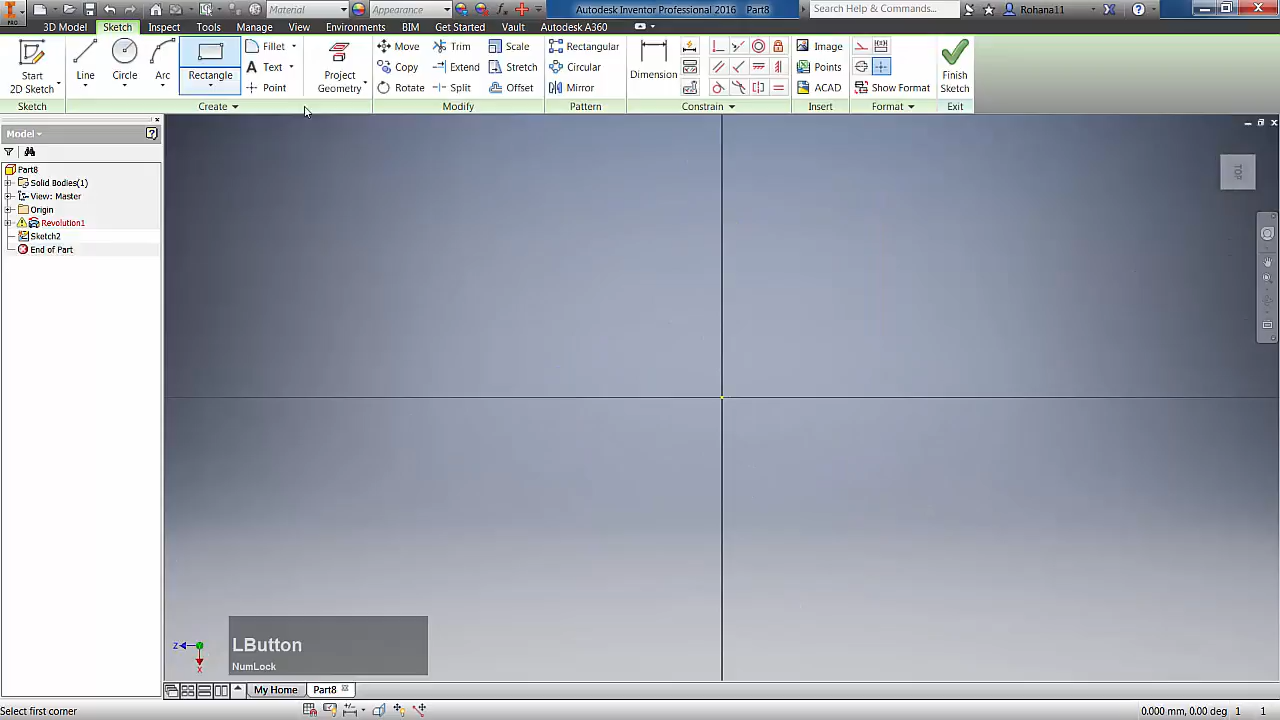 PRO
Material
Appearance
Autodesk Inventor Professional 2016 Part8
Search Help & Commands...
Rohana11
3D Model Sketch Inspect Tools Manage View Environments BIM Get Started Vault Autodesk A360
Start
2D Sketch
Line
Circle
Arc
Rectangle
Fillet
Text
Point
Project
Geometry
Move
Copy
Rotate
Trim
Extend
Split
Scale
Stretch
Offset
Rectangular
Circular
Mirror
Dimension
Image
Points
ACAD
Show Format
Finish
Sketch
Sketch Create Modify Pattern Constrain Insert Format Exit
Model
Part8
Solid Bodies(1)
View: Master
Origin
Revolution1
Sketch2
End of Part
TOP
LButton
NumLock
Z
X
My Home Part8
Select first corner
0.000 mm, 0.00 deg 1 1